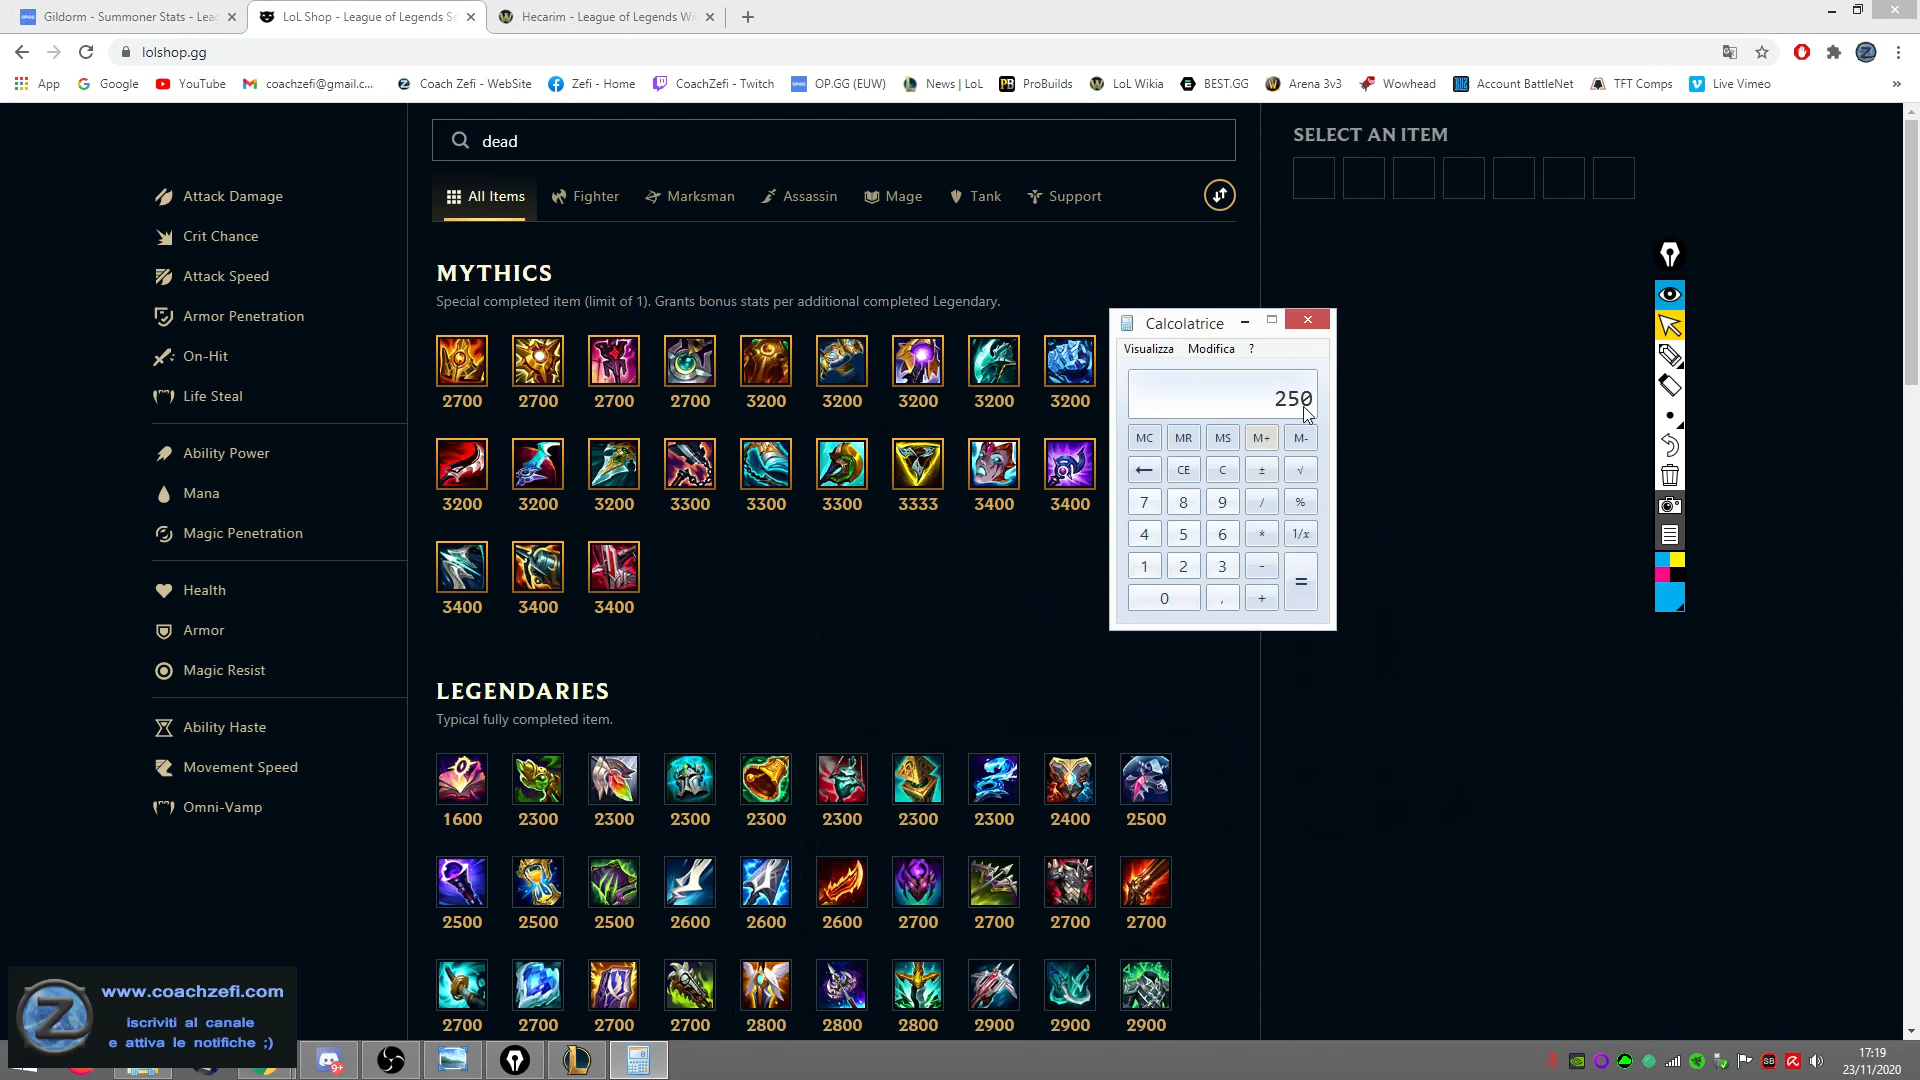 Gildorm - Summoner Stats - Lea
LoL Shop - League of Legends Se
Hecarim - League of Legends Wi
lolshop.gg
App
Google
YouTube
coachzefi@gmail.c...
Coach Zefi - WebSite
Zefi - Home
CoachZefi - Twitch
OP.GG (EUW)
News | LoL
ProBuilds
LoL Wikia
BEST.GG
Arena 3v3
Wowhead
Account BattleNet
TFT Comps
Live Vimeo
»
dead
SELECT AN ITEM
All Items
Fighter
Marksman
Assassin
Mage
Tank
Support
Attack Damage
Crit Chance
Attack Speed
Armor Penetration
On-Hit
Life Steal
Ability Power
Mana
Magic Penetration
Health
Armor
Magic Resist
Ability Haste
Movement Speed
Omni-Vamp
MYTHICS
Special completed item (limit of 1). Grants bonus stats per additional completed Legendary.
2700 2700 2700 2700 3200 3200 3200 3200 3200
3200 3200 3200 3300 3300 3300 3333 3400 3400
3400 3400 3400
Calcolatrice
Visualizza Modifica ?
250
MC MR MS M+ M-
← CE C ± √
7 8 9 / %
4 5 6 * 1/x
1 2 3 - =
0 , +
LEGENDARIES
Typical fully completed item.
1600 2300 2300 2300 2300 2300 2300 2300 2400 2500
2500 2500 2500 2600 2600 2600 2700 2700 2700 2700
2700 2700 2700 2700 2800 2800 2800 2900 2900 2900
www.coachzefi.com
iscriviti al canale
e attiva le notifiche ;)
9+
17:19
23/11/2020